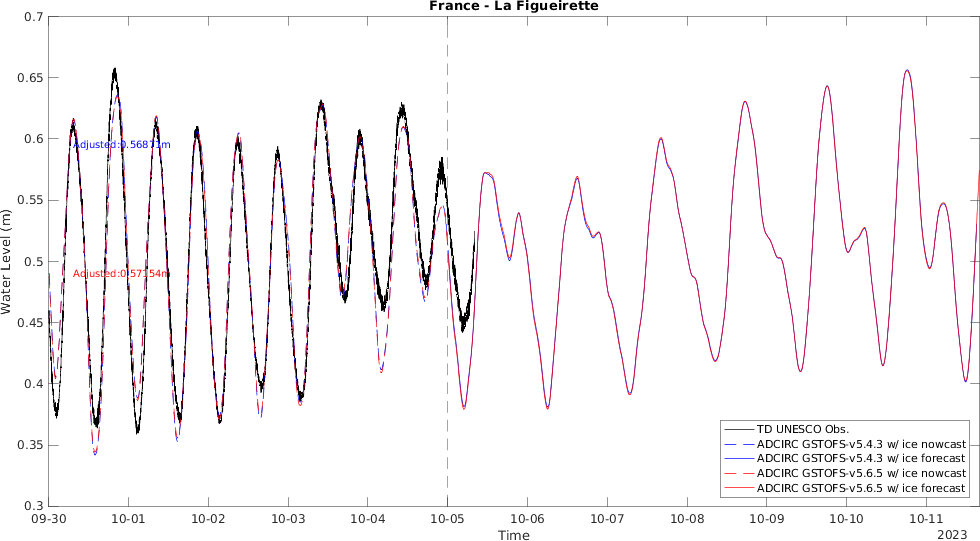 France - La Figueirette
0.7
0.65
0.6
0.55
0.5
0.45
0.4
0.35
0.3
Water Level (m)
Adjusted:0.56871m
Adjusted:0.57154m
TD UNESCO Obs.
ADCIRC GSTOFS-v5.4.3 w/ ice nowcast
ADCIRC GSTOFS-v5.4.3 w/ ice forecast
ADCIRC GSTOFS-v5.6.5 w/ ice nowcast
ADCIRC GSTOFS-v5.6.5 w/ ice forecast
09-30 10-01 10-02 10-03 10-04 10-05 10-06 10-07 10-08 10-09 10-10 10-11
Time
2023